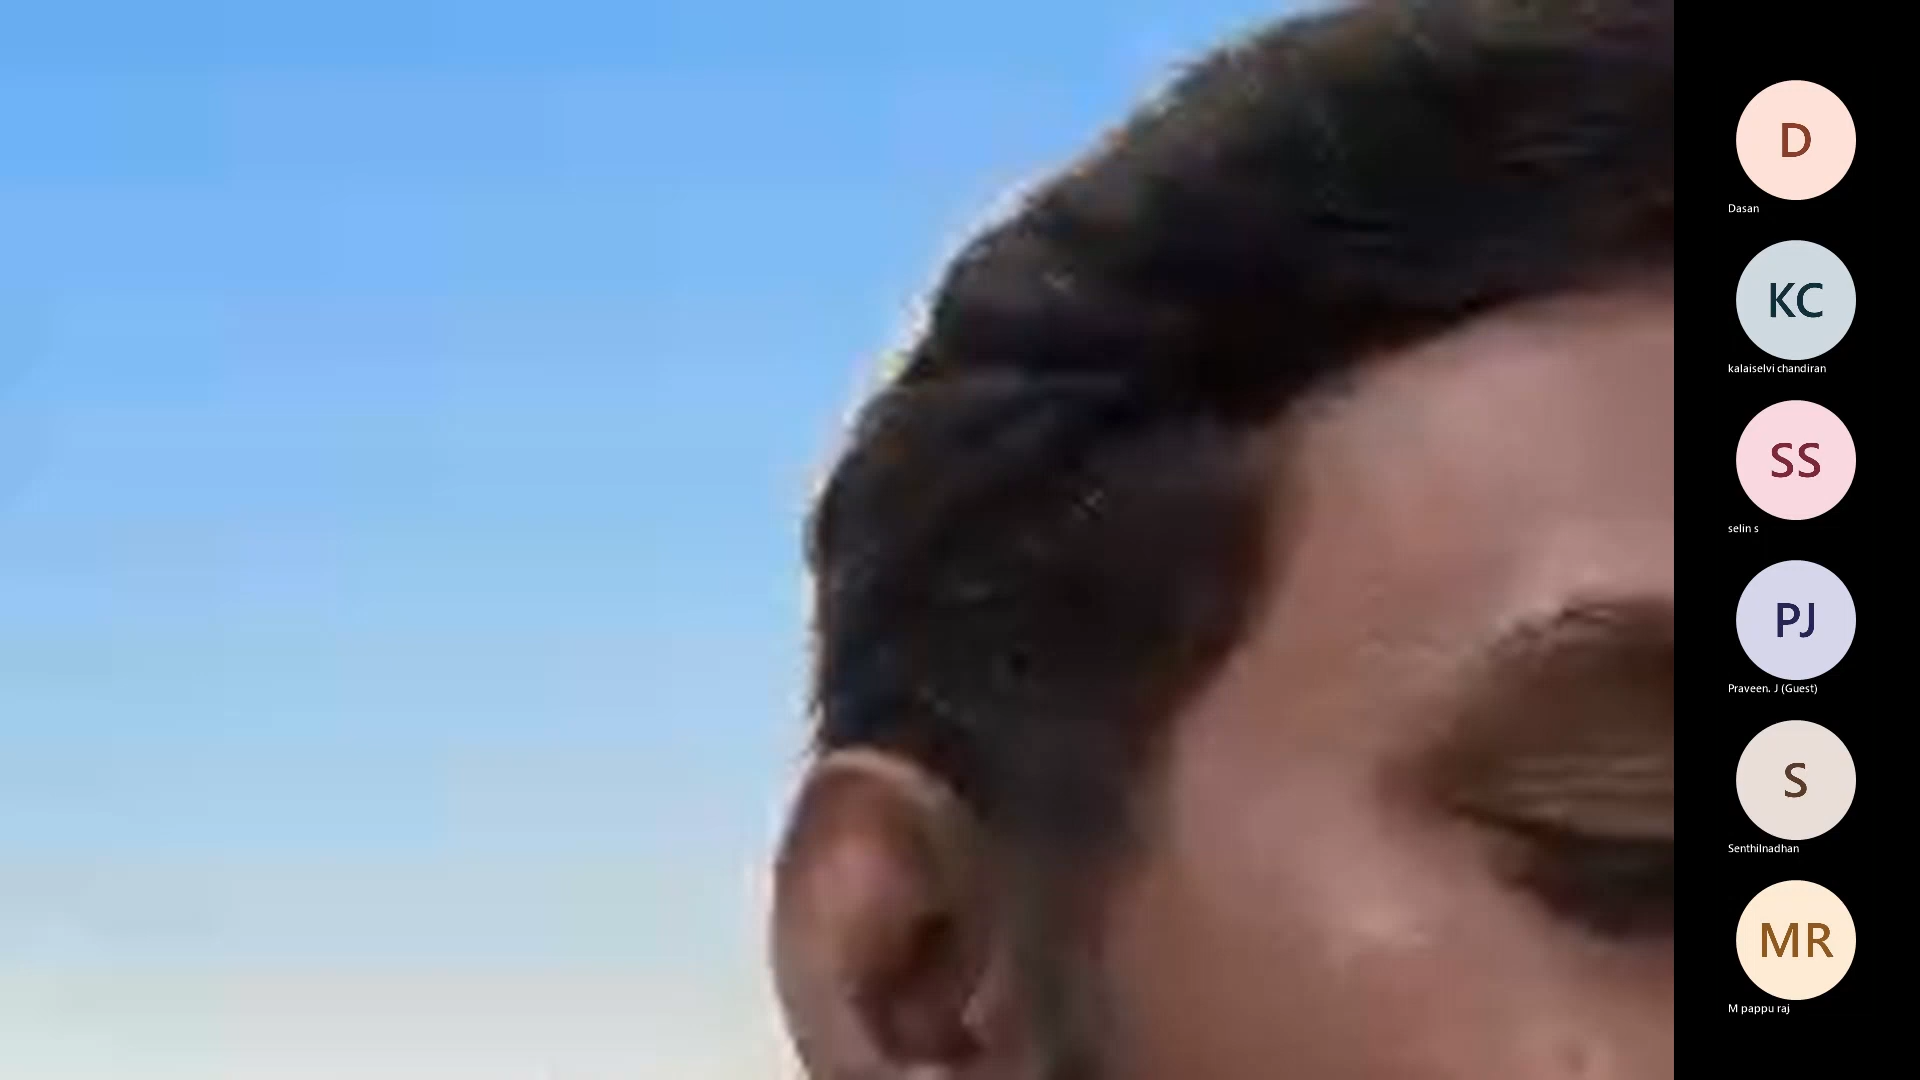 D
Dasan
KC
kalaiselvi chandiran
SS
selin s
PJ
Praveen. J (Guest)
S
Senthilnadhan
MR
M pappu raj